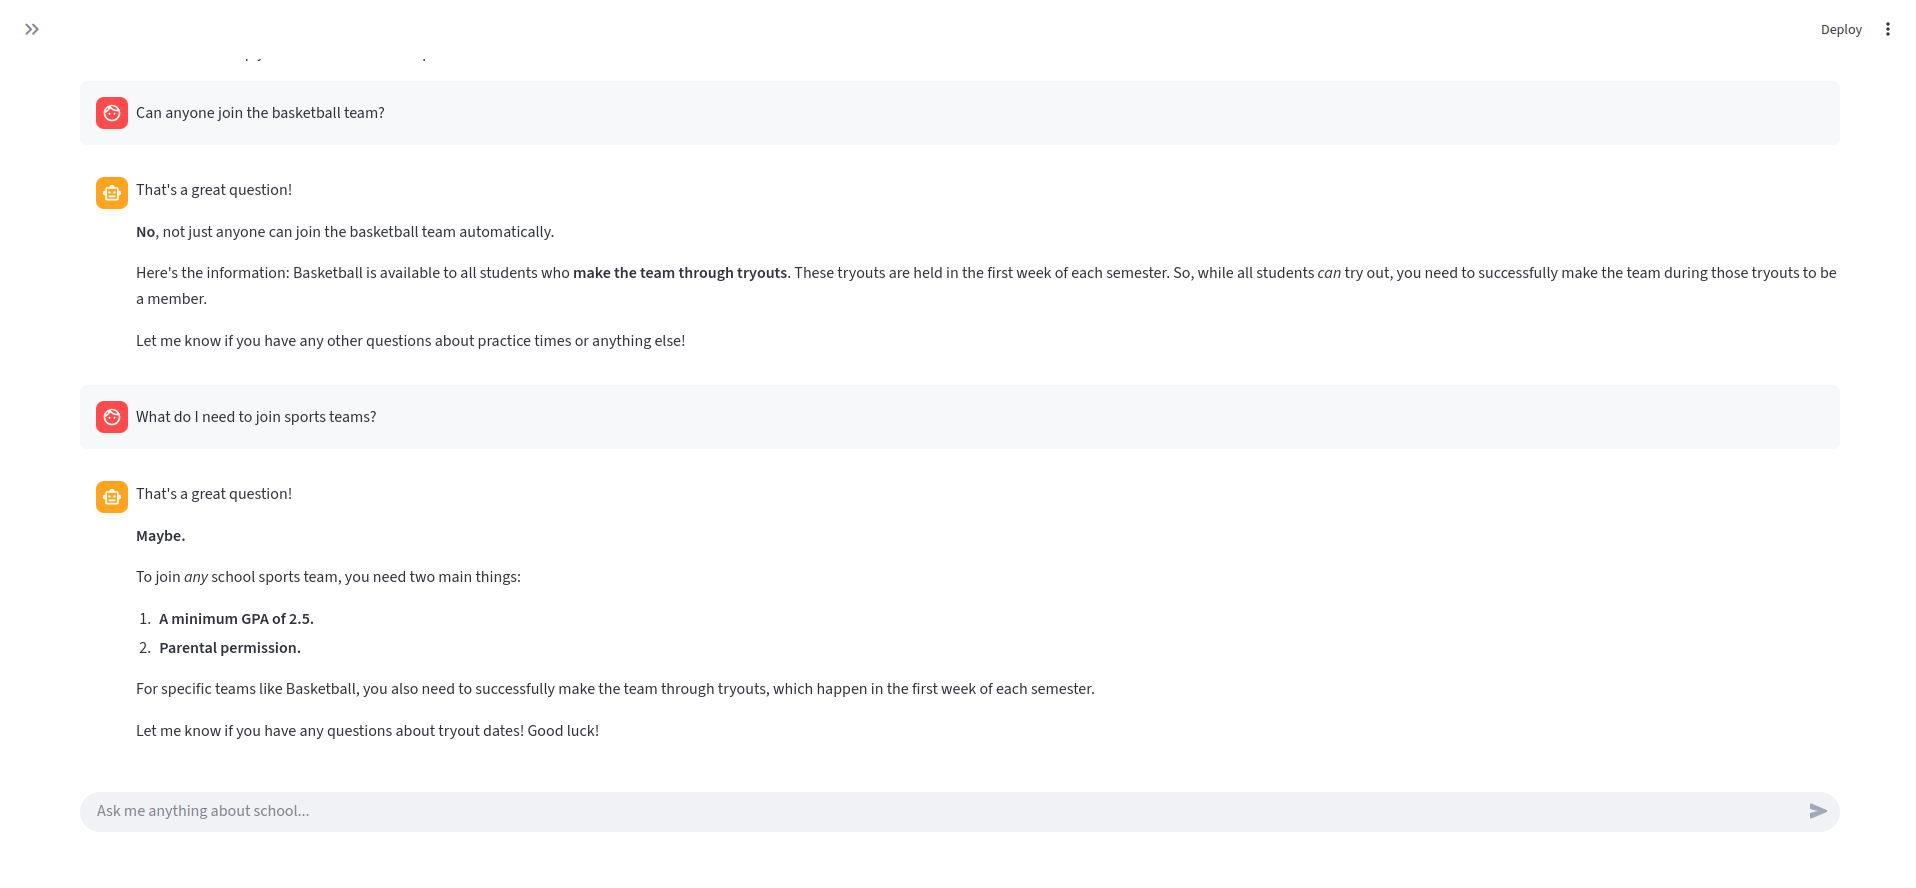 Deploy
Can anyone join the basketball team?
That's a great question!
No, not just anyone can join the basketball team automatically.
Here's the information: Basketball is available to all students who make the team through tryouts. These tryouts are held in the first week of each semester. So, while all students can try out, you need to successfully make the team during those tryouts to be
a member.
Let me know if you have any other questions about practice times or anything else!
What do I need to join sports teams?
That's a great question!
Maybe.
To join any school sports team, you need two main things:
1. A minimum GPA of 2.5.
2. Parental permission.
For specific teams like Basketball, you also need to successfully make the team through tryouts, which happen in the first week of each semester.
Let me know if you have any questions about tryout dates! Good luck!
Ask me anything about school...